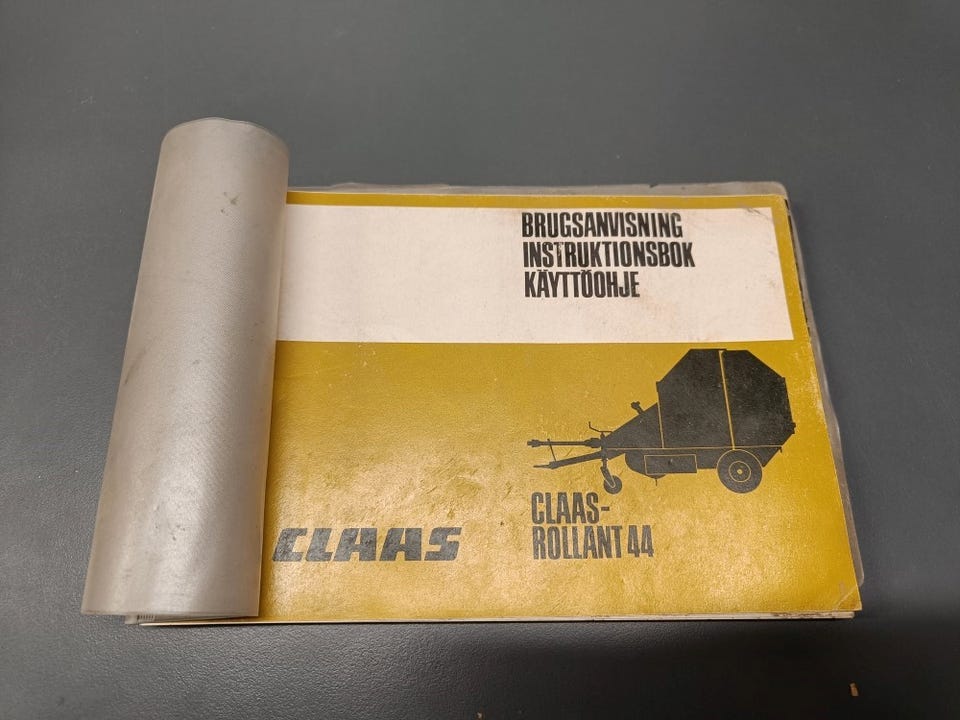 BRUGSANVISNING
INSTRUKTIONSBOK
KÄYTTÖOHJE
CLAAS-
ROLLANT 44
CLAAS